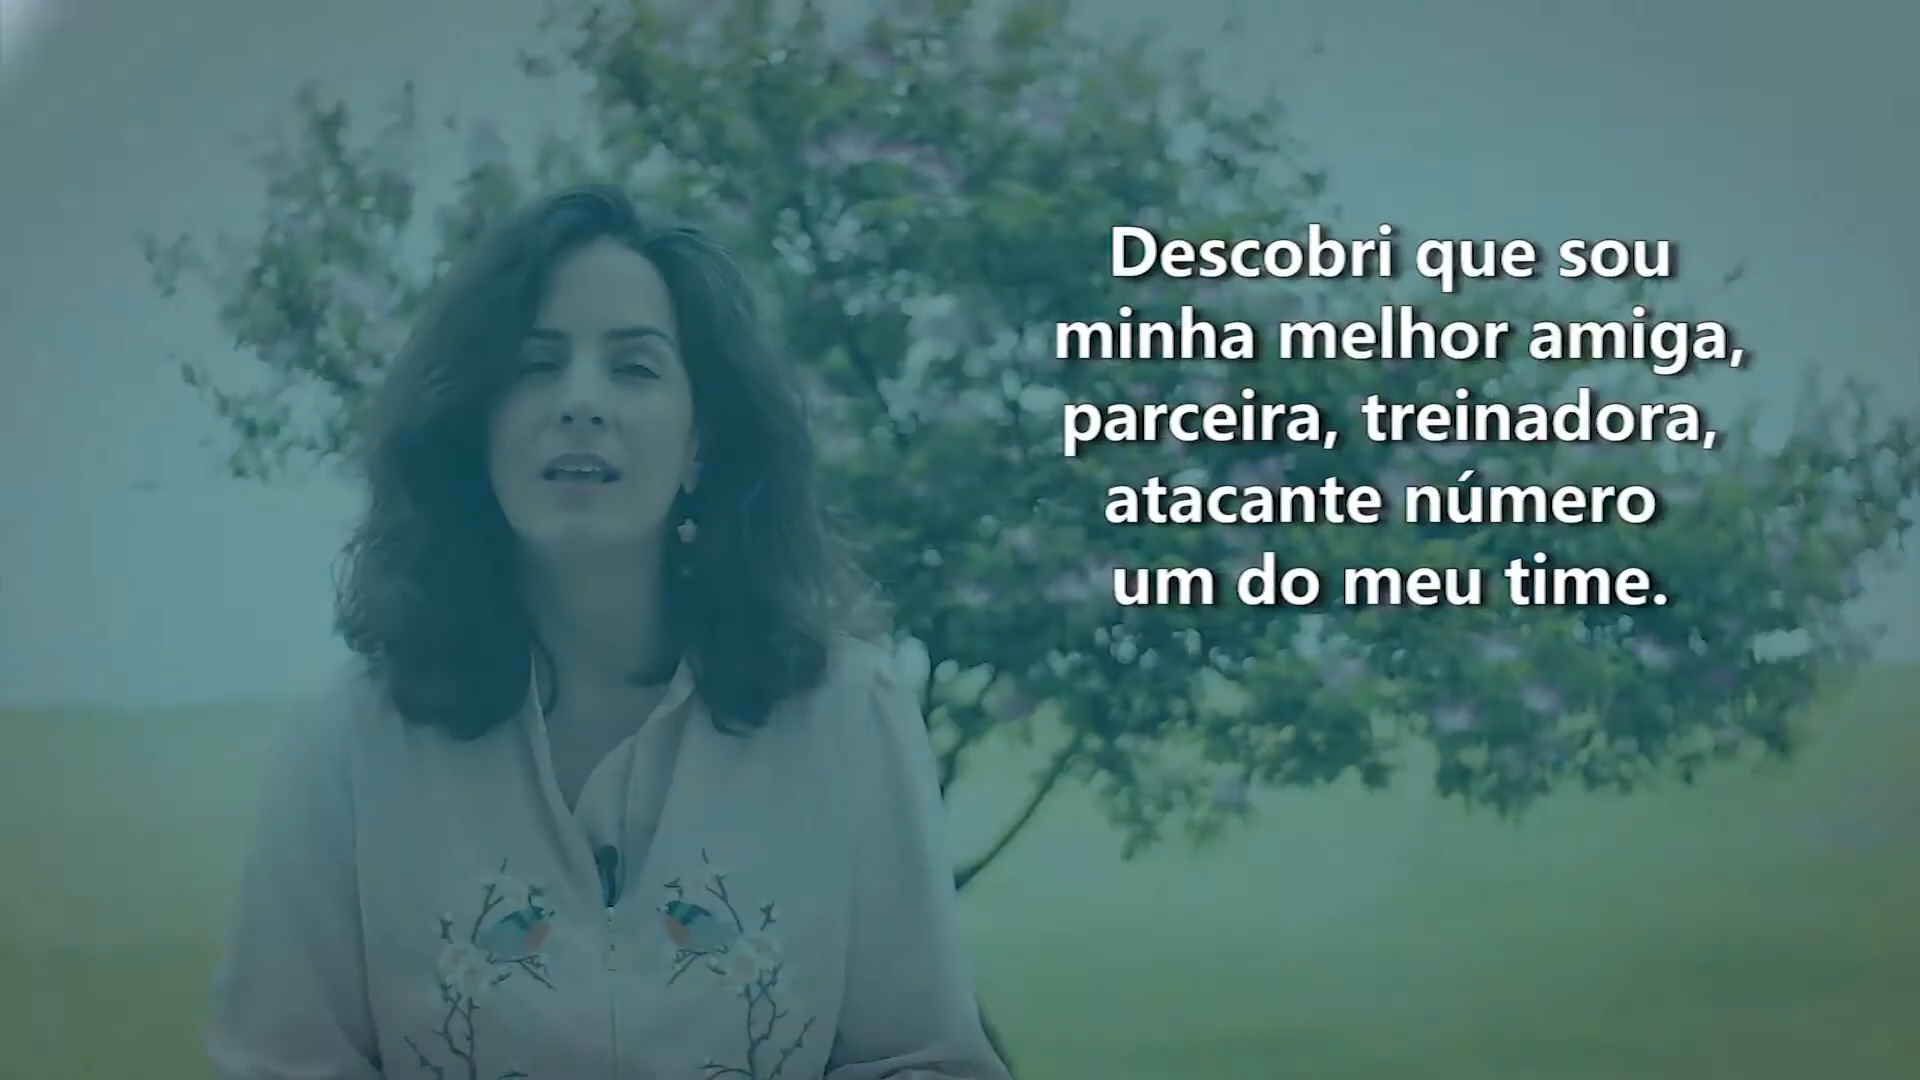 Descobri que sou
minha melhor amiga,
parceira, treinadora,
atacante número
um do meu time.